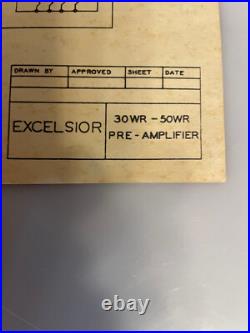 DRAWN BY APPROVED SHEET DATE
EXCELSIOR
30WR - 50WR
PRE-AMPLIFIER